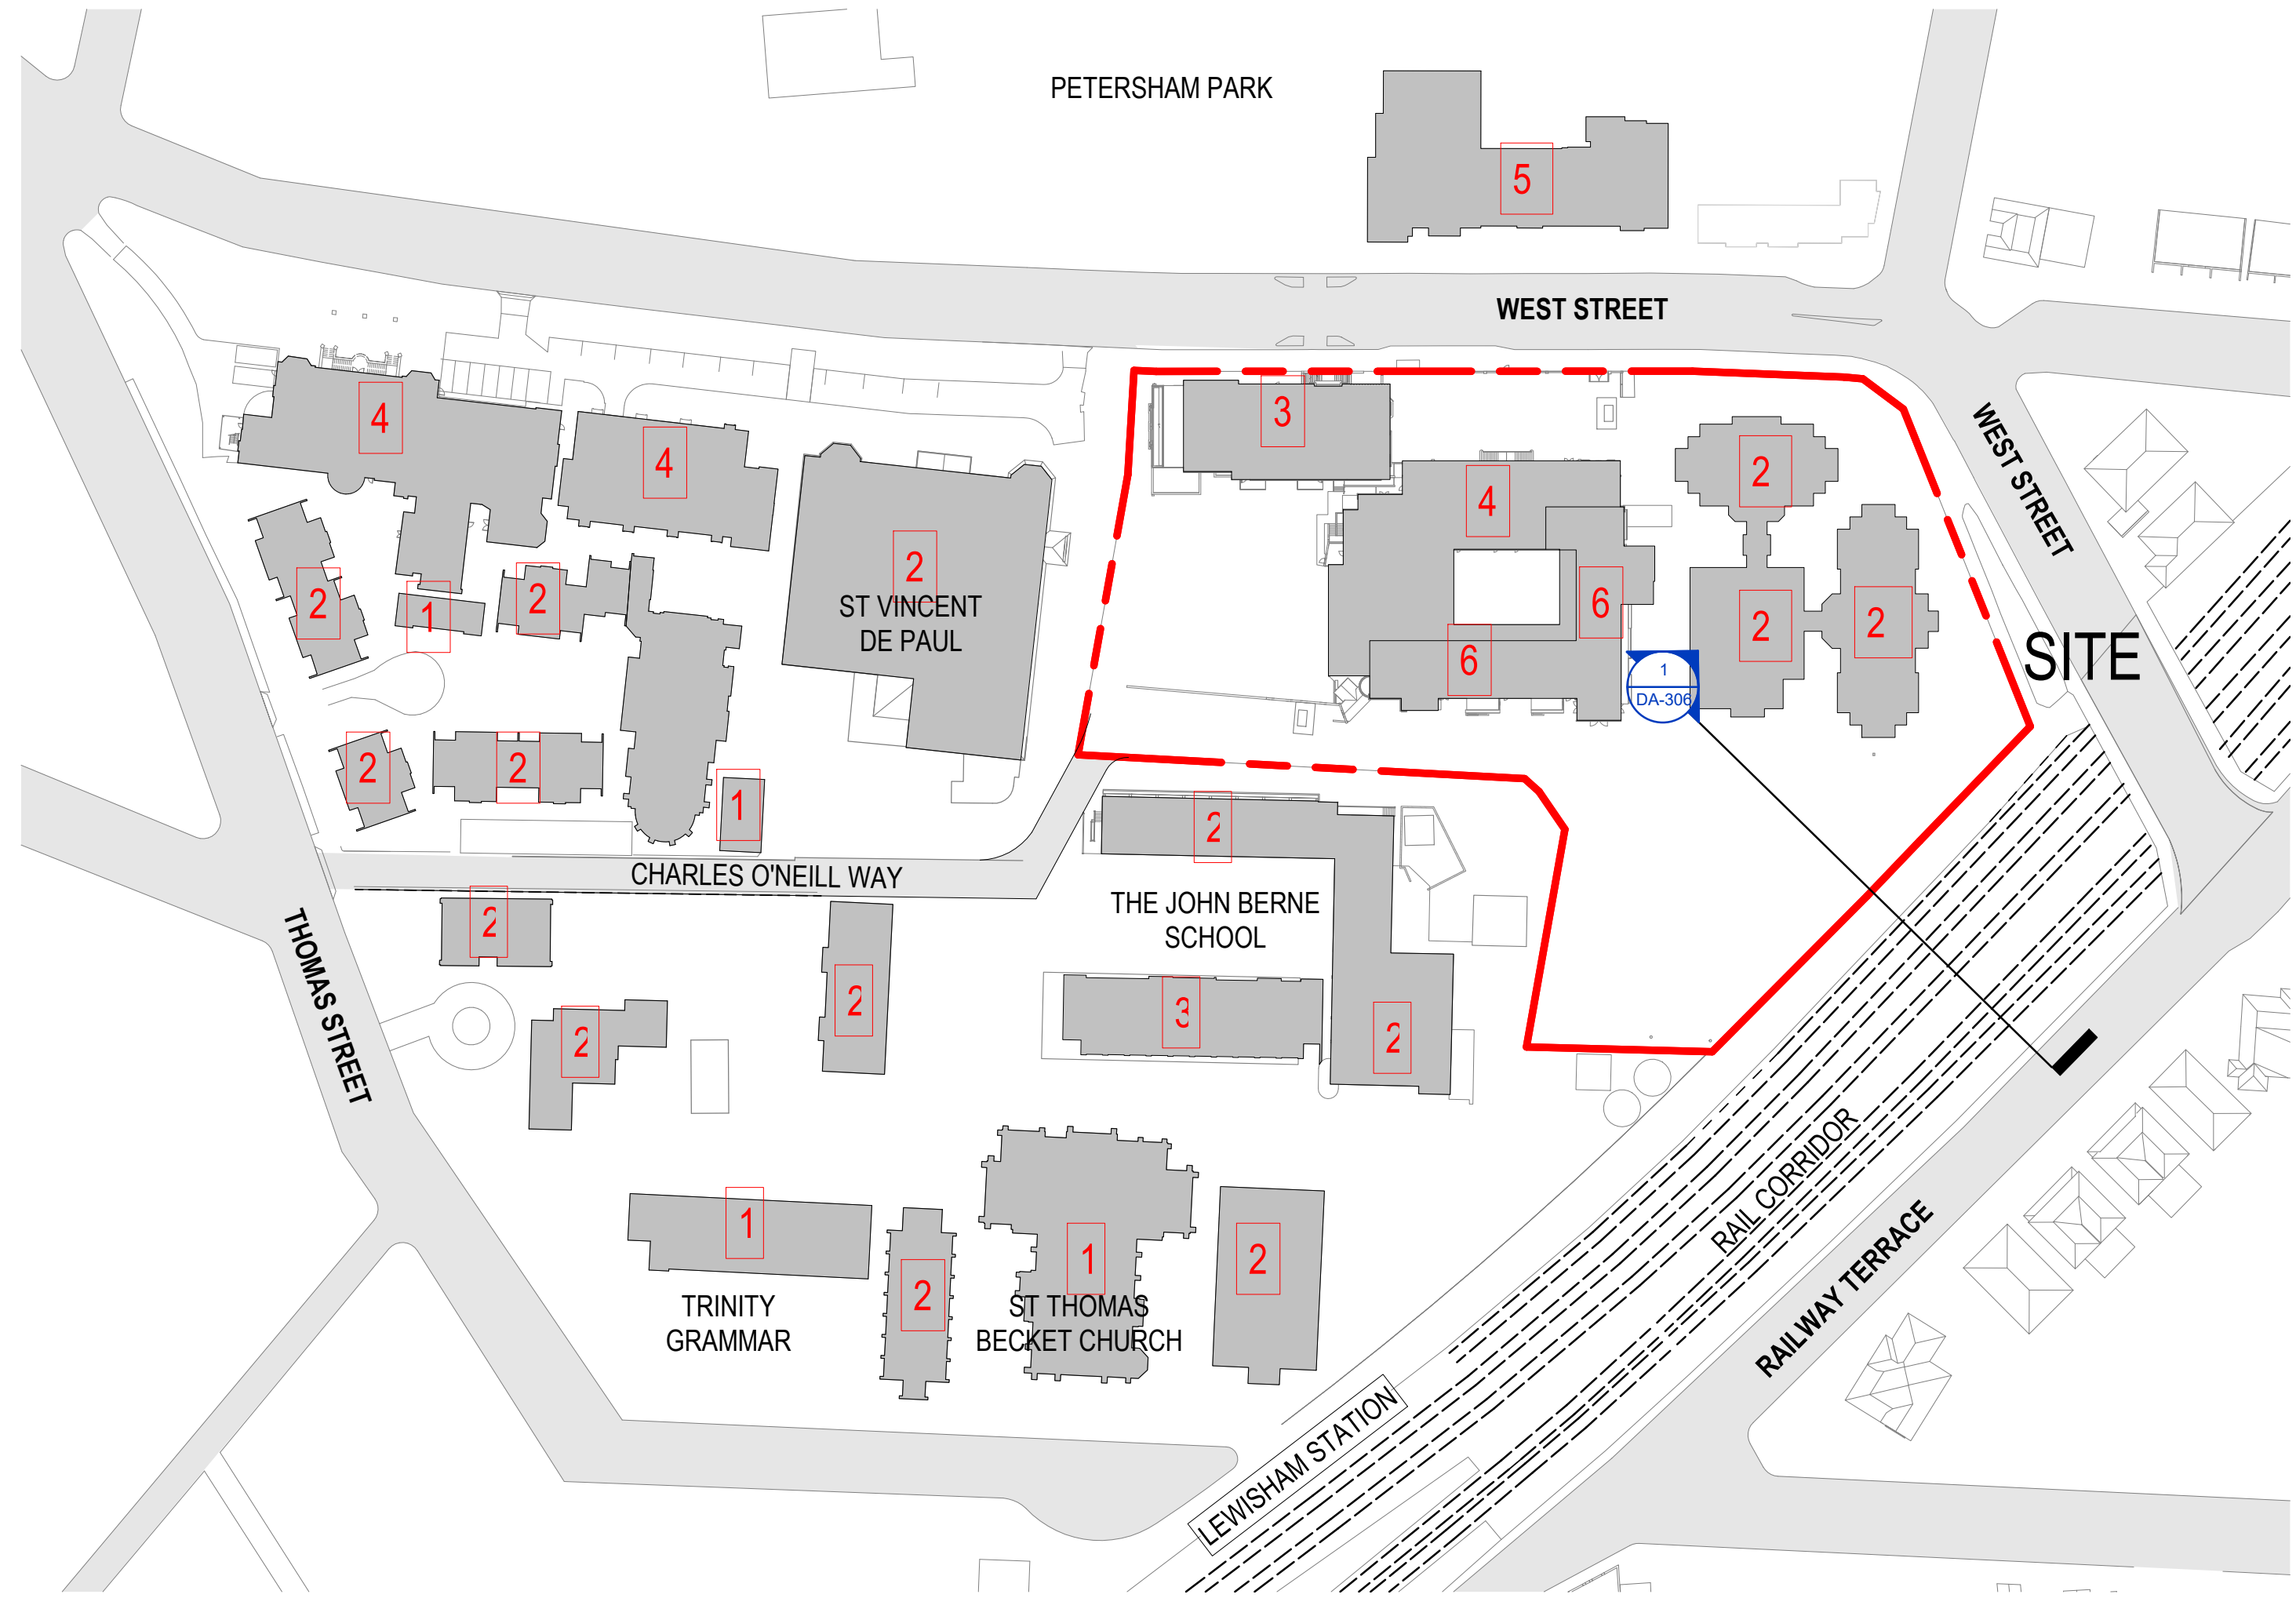 PETERSHAM PARK
5
WEST STREET
4
3
4
WEST STREET
2
4
2
ST VINCENT
DE PAUL
2
1
2
6
2
2
SITE
6
1
DA-306
2
2
1
2
CHARLES O'NEILL WAY
THE JOHN BERNE
SCHOOL
2
THOMAS STREET
2
3
2
2
RAIL CORRIDOR
1
2
1
2
RAILWAY TERRACE
TRINITY
GRAMMAR
ST THOMAS
BECKET CHURCH
LEWISHAM STATION